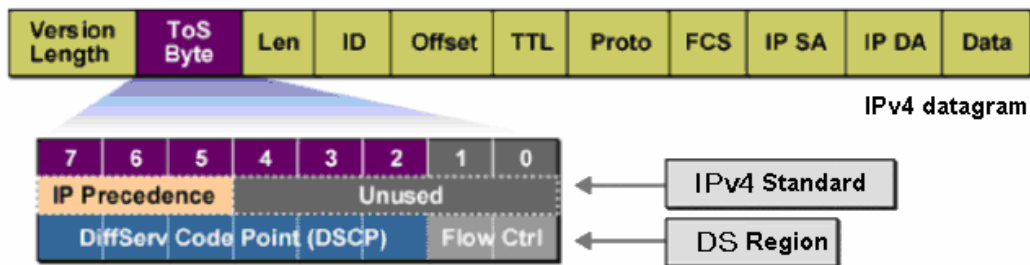 Version Length ToS Byte Len ID Offset TTL Proto FCS IP SA IP DA Data
IPv4 datagram
7 6 5 4 3 2 1 0
IP Precedence Unused IPv4 Standard
DiffServ Code Point (DSCP) Flow Ctrl DS Region